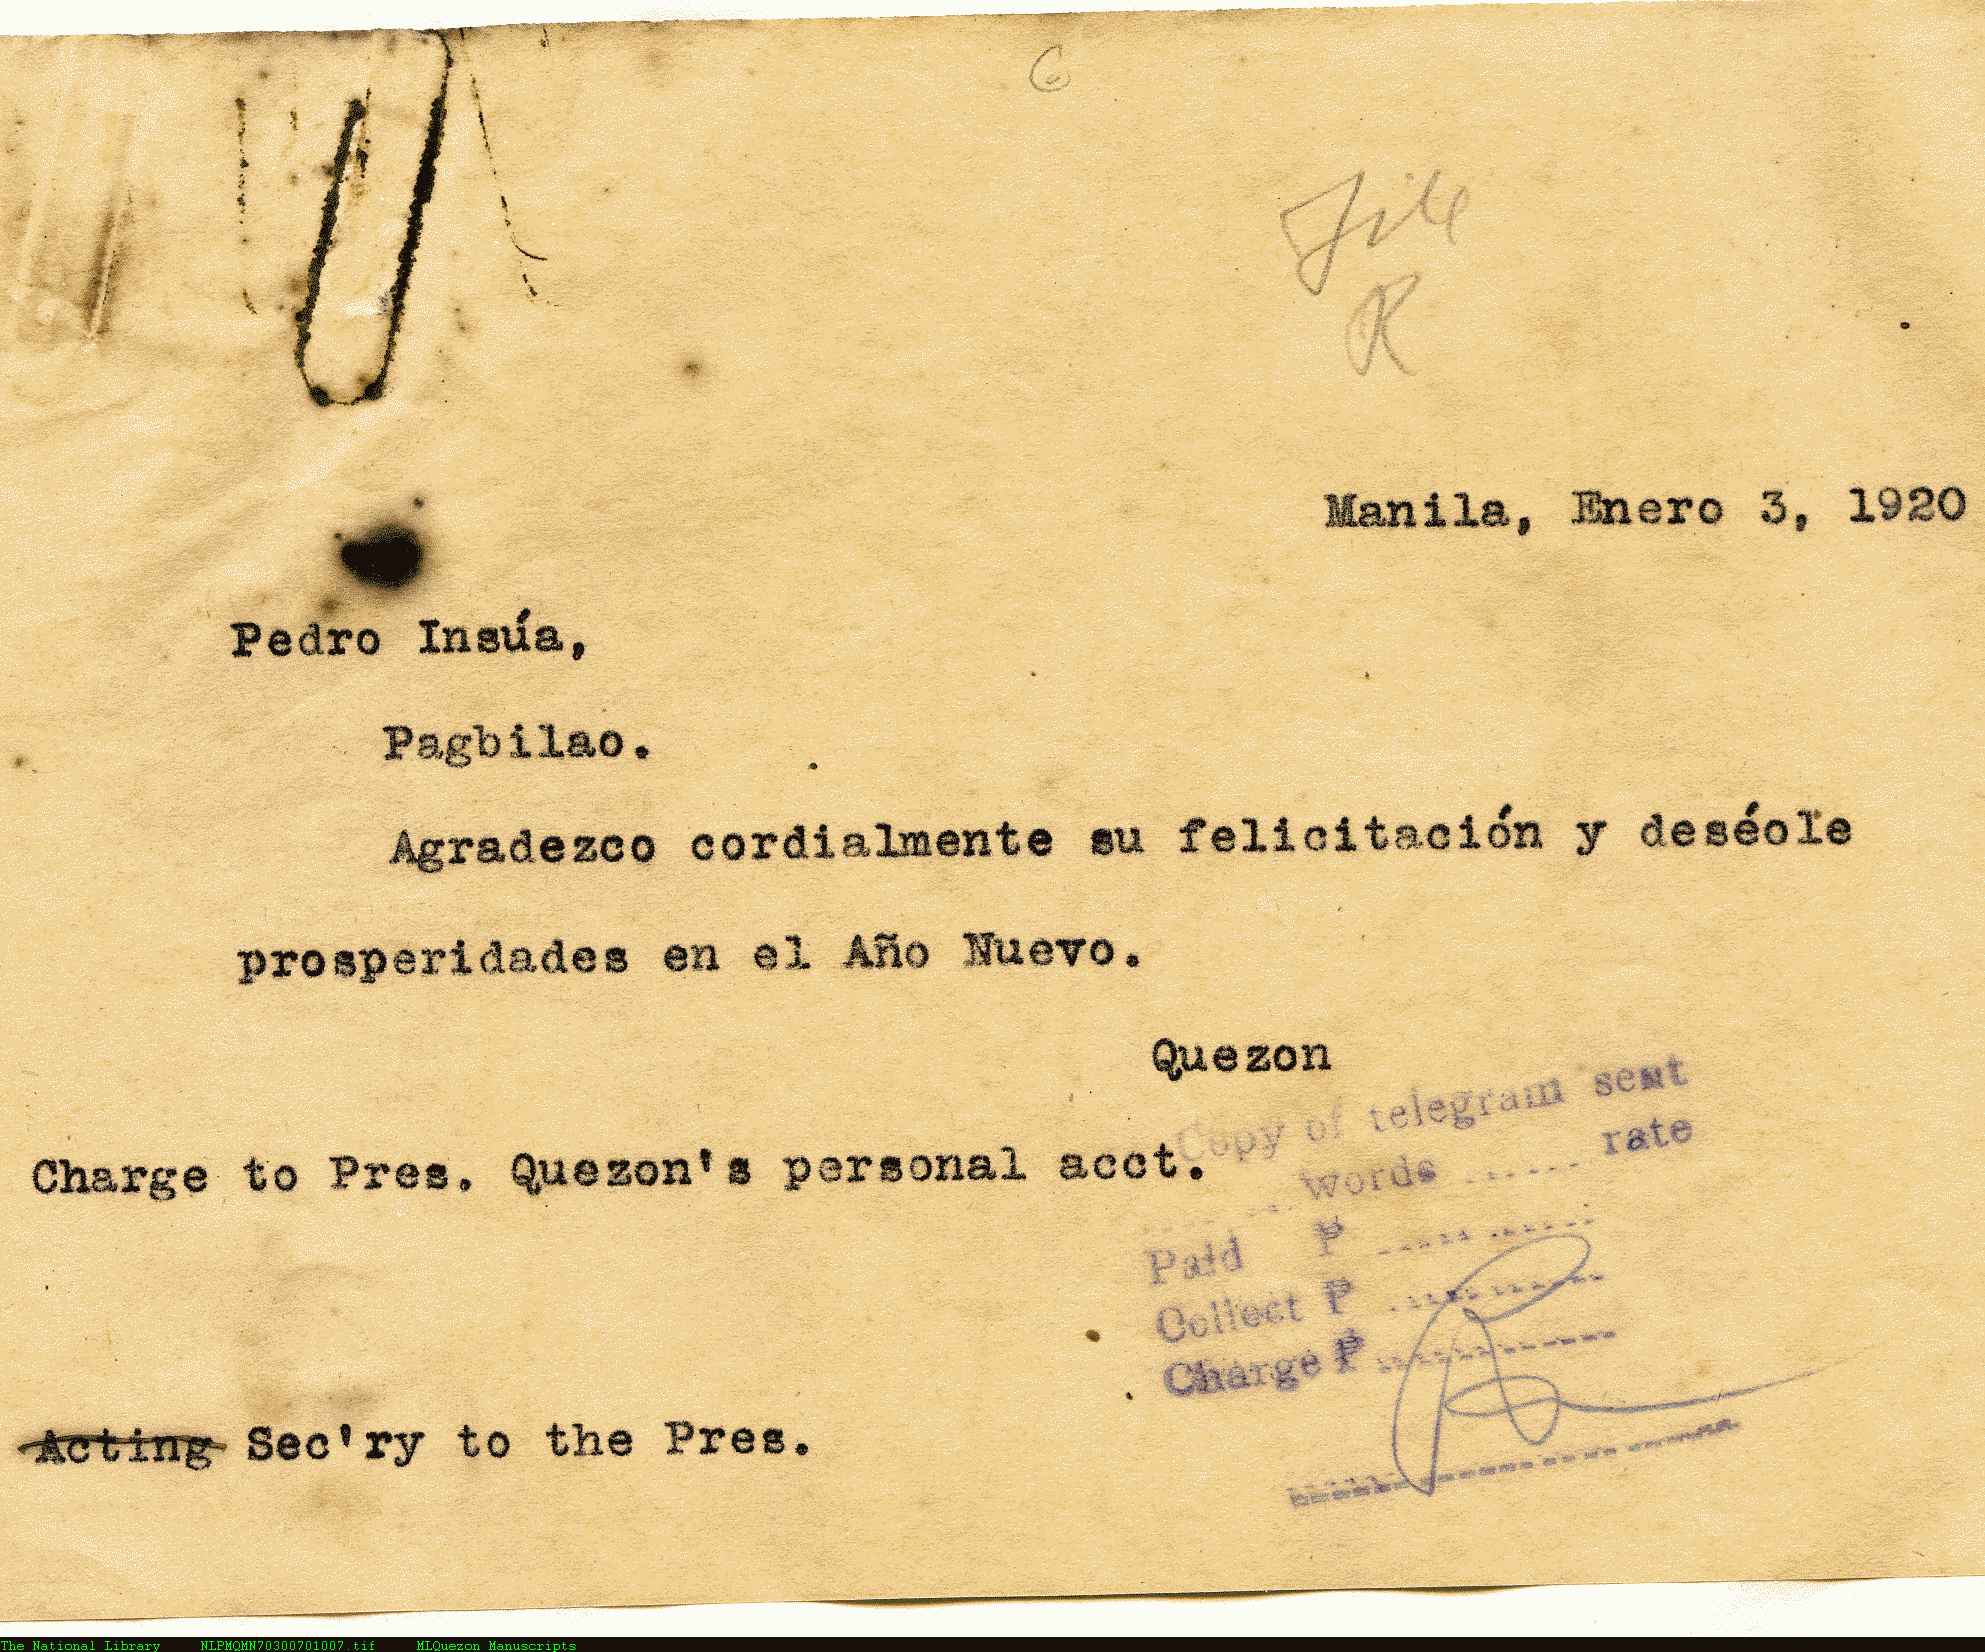 File
R
Manila, Enero 3, 1920
Pedro Insúa,
Pagbilao.
Agradezco cordialmente su felicitación y deséole
prosperidades en el Año Nuevo.
Quezon
Copy of telegram sent
Charge to Pres. Quezon's personal acct.
words ...... rate
Paid ₱
Collect ₱
Charge ₱
Acting Sec'ry to the Pres.
The National Library NLPMQMN70300701007.tif MLQuezon Manuscripts